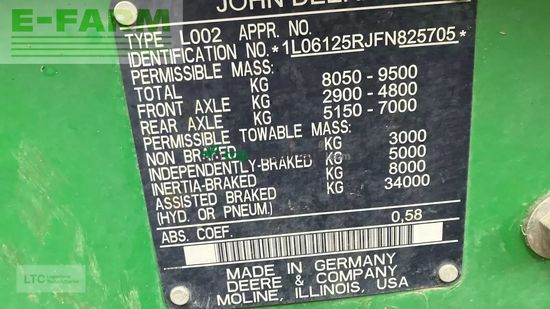 E-FARM
JOHN DEERE
TYPE L002 APPR. NO.
IDENTIFICATION NO.*1L06125RJFN825705*
PERMISSIBLE MASS:
TOTAL KG 8050-9500
FRONT AXLE KG 2900-4800
REAR AXLE KG 5150-7000
PERMISSIBLE TOWABLE MASS:
NON BRAKED KG 3000
INDEPENDENTLY-BRAKED KG 5000
INERTIA-BRAKED KG 8000
ASSISTED BRAKED KG 34000
(HYD. OR PNEUM.)
ABS. COEF. 0,58
MADE IN GERMANY
DEERE & COMPANY
MOLINE, ILLINOIS, USA
LTC